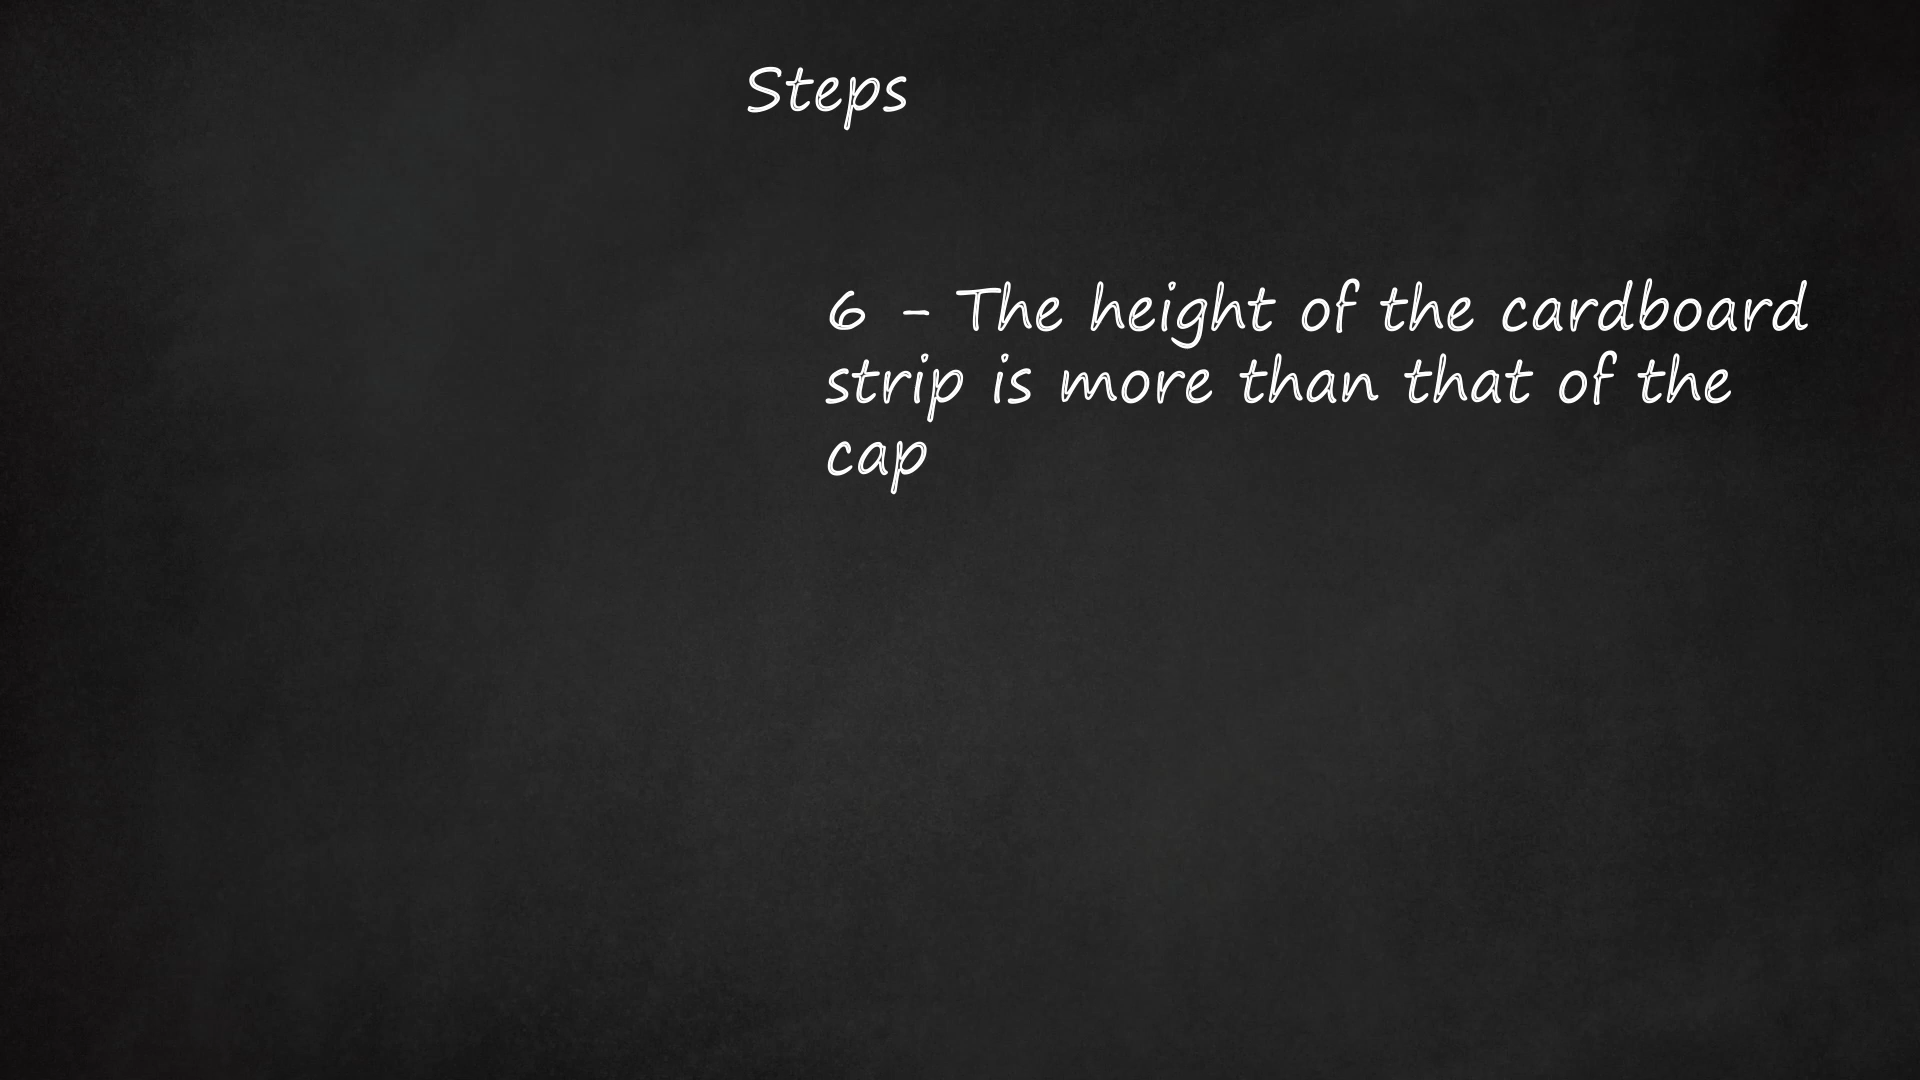 Steps
6 - The height of the cardboard
strip is more than that of the
cap